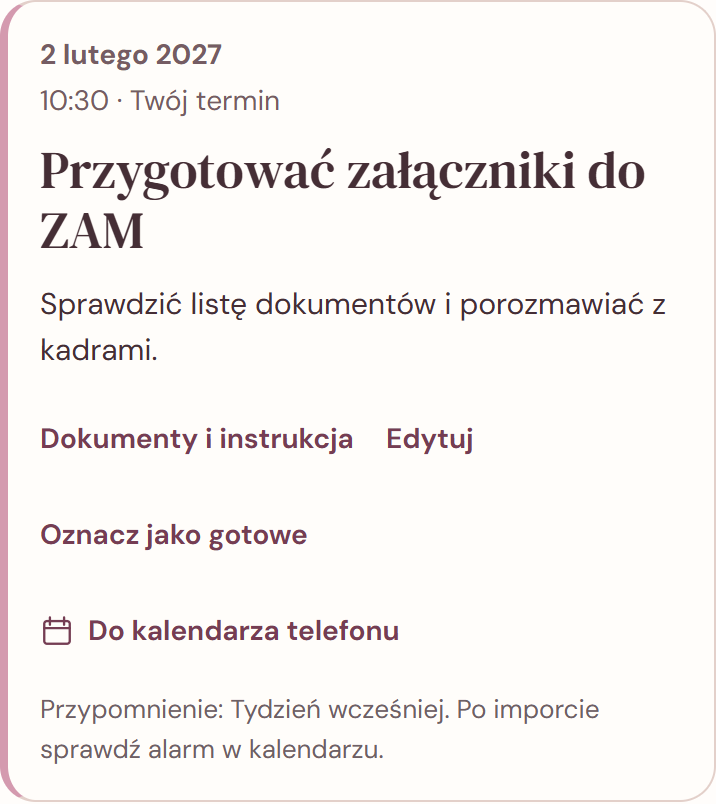 2 lutego 2027
10:30 · Twój termin
Przygotować załączniki do
ZAM
Sprawdzić listę dokumentów i porozmawiać z
kadrami.
Dokumenty i instrukcja Edytuj
Oznacz jako gotowe
Do kalendarza telefonu
Przypomnienie: Tydzień wcześniej. Po imporcie
sprawdź alarm w kalendarzu.